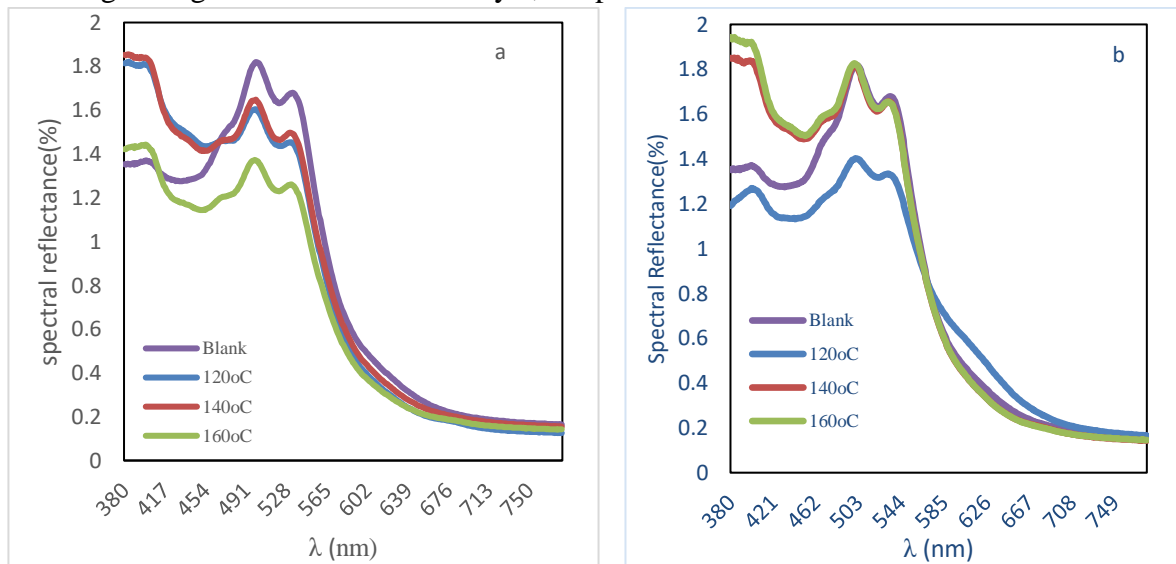 a
2
1.8
1.6
1.4
1.2
1
0.8
0.6
0.4
0.2
0
spectral reflectance(%)
Blank
120oC
140oC
160oC
380 417 454 491 528 565 602 639 676 713 750
λ (nm)
b
2
1.8
1.6
1.4
1.2
1
0.8
0.6
0.4
0.2
0
Spectral Reflectance(%)
Blank
120oC
140oC
160oC
380 421 462 503 544 585 626 667 708 749
λ (nm)